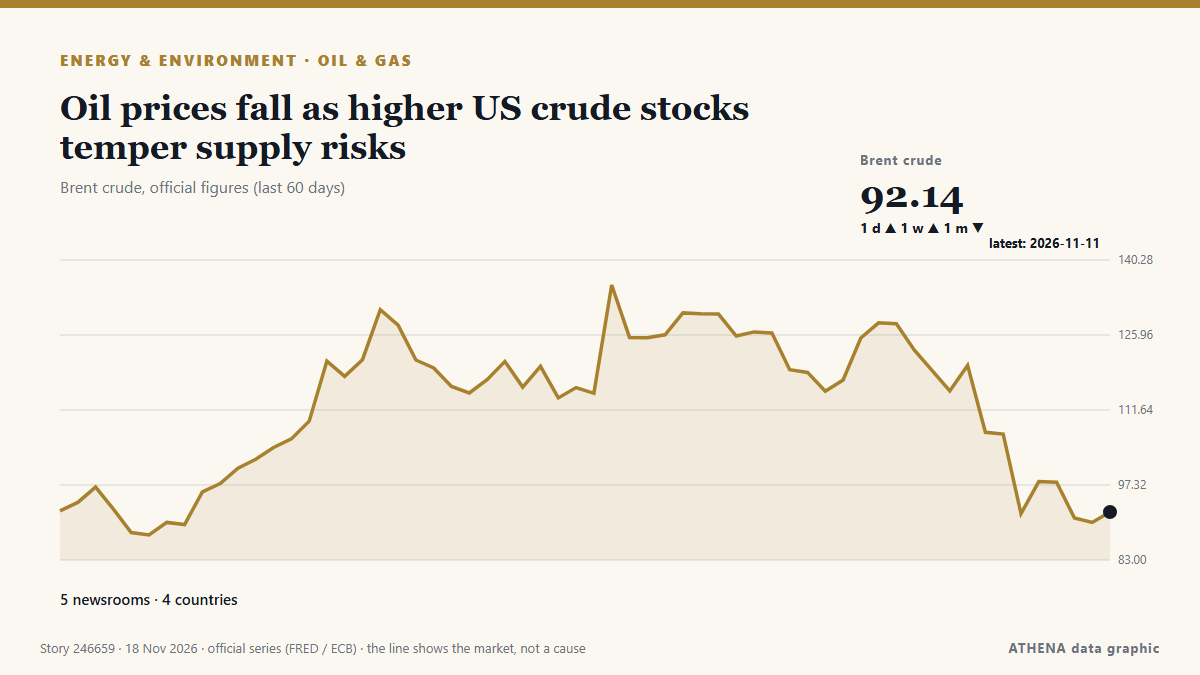 ENERGY & ENVIRONMENT · OIL & GAS
Oil prices fall as higher US crude stocks
temper supply risks
Brent crude, official figures (last 60 days)
Brent crude
92.14
1 d ▲ 1 w ▲ 1 m ▼
latest: 2026-11-11
140.28
125.96
111.64
97.32
83.00
5 newsrooms · 4 countries
Story 246659 · 18 Nov 2026 · official series (FRED / ECB) · the line shows the market, not a cause
ATHENA data graphic